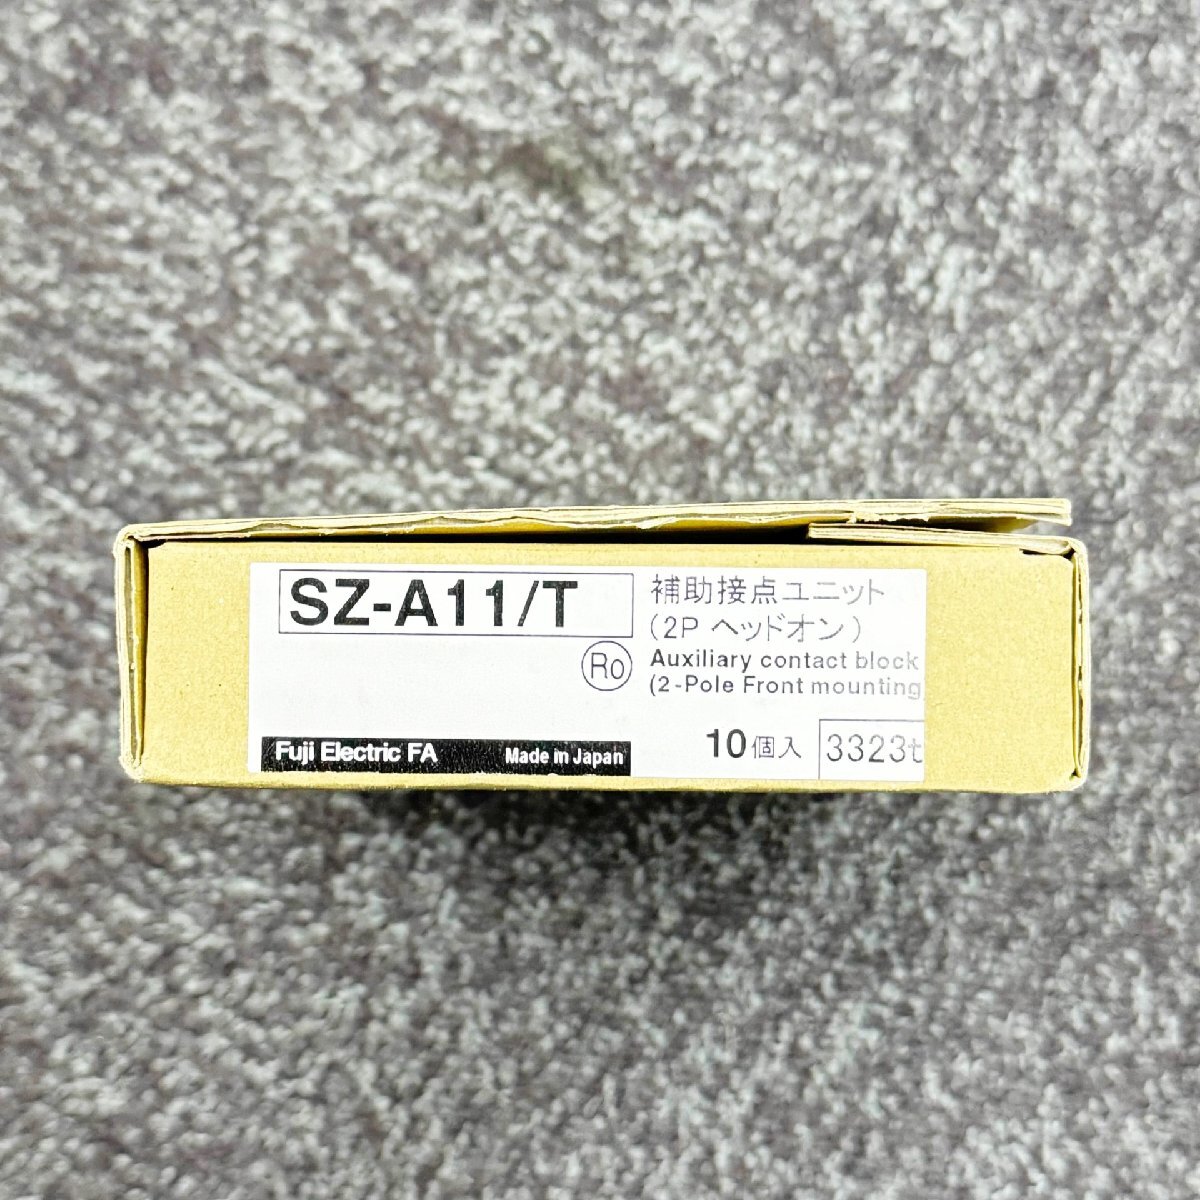 SZ-A11/T
補助接点ユニット
(2P ヘッドオン)
Ro
Auxiliary contact block
(2-Pole Front mounting
Fuji Electric FA
Made in Japan
10個入
3323t